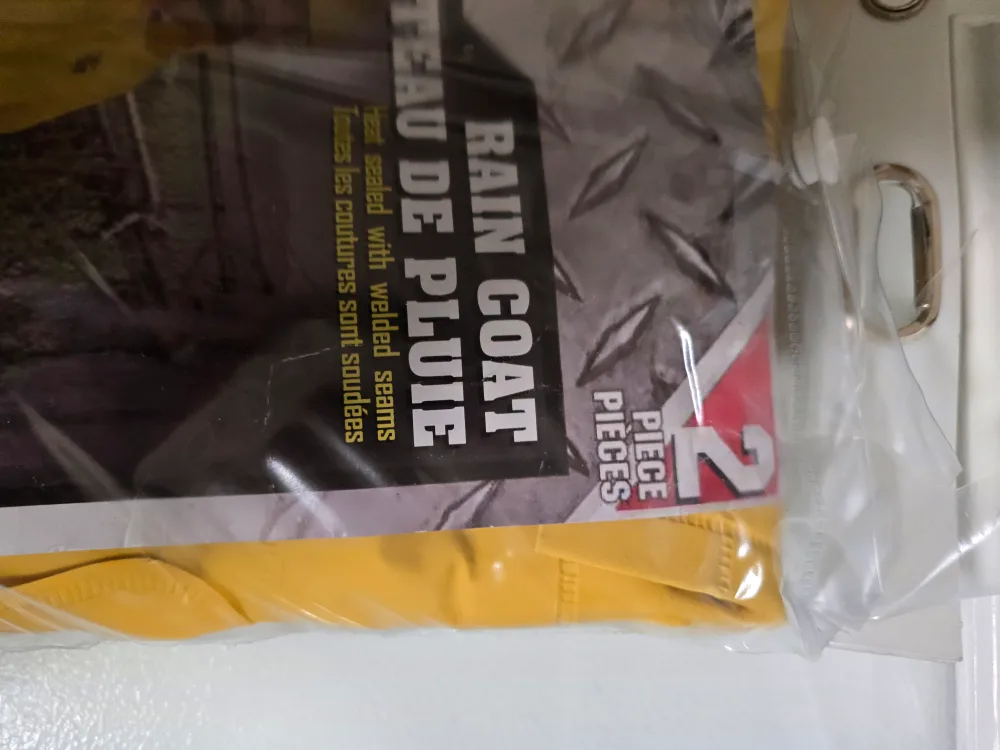 2
PIECE
PIÈCES
RAIN COAT
TEAU DE PLUIE
Heat sealed with welded seams
Toutes les coutures sont soudées